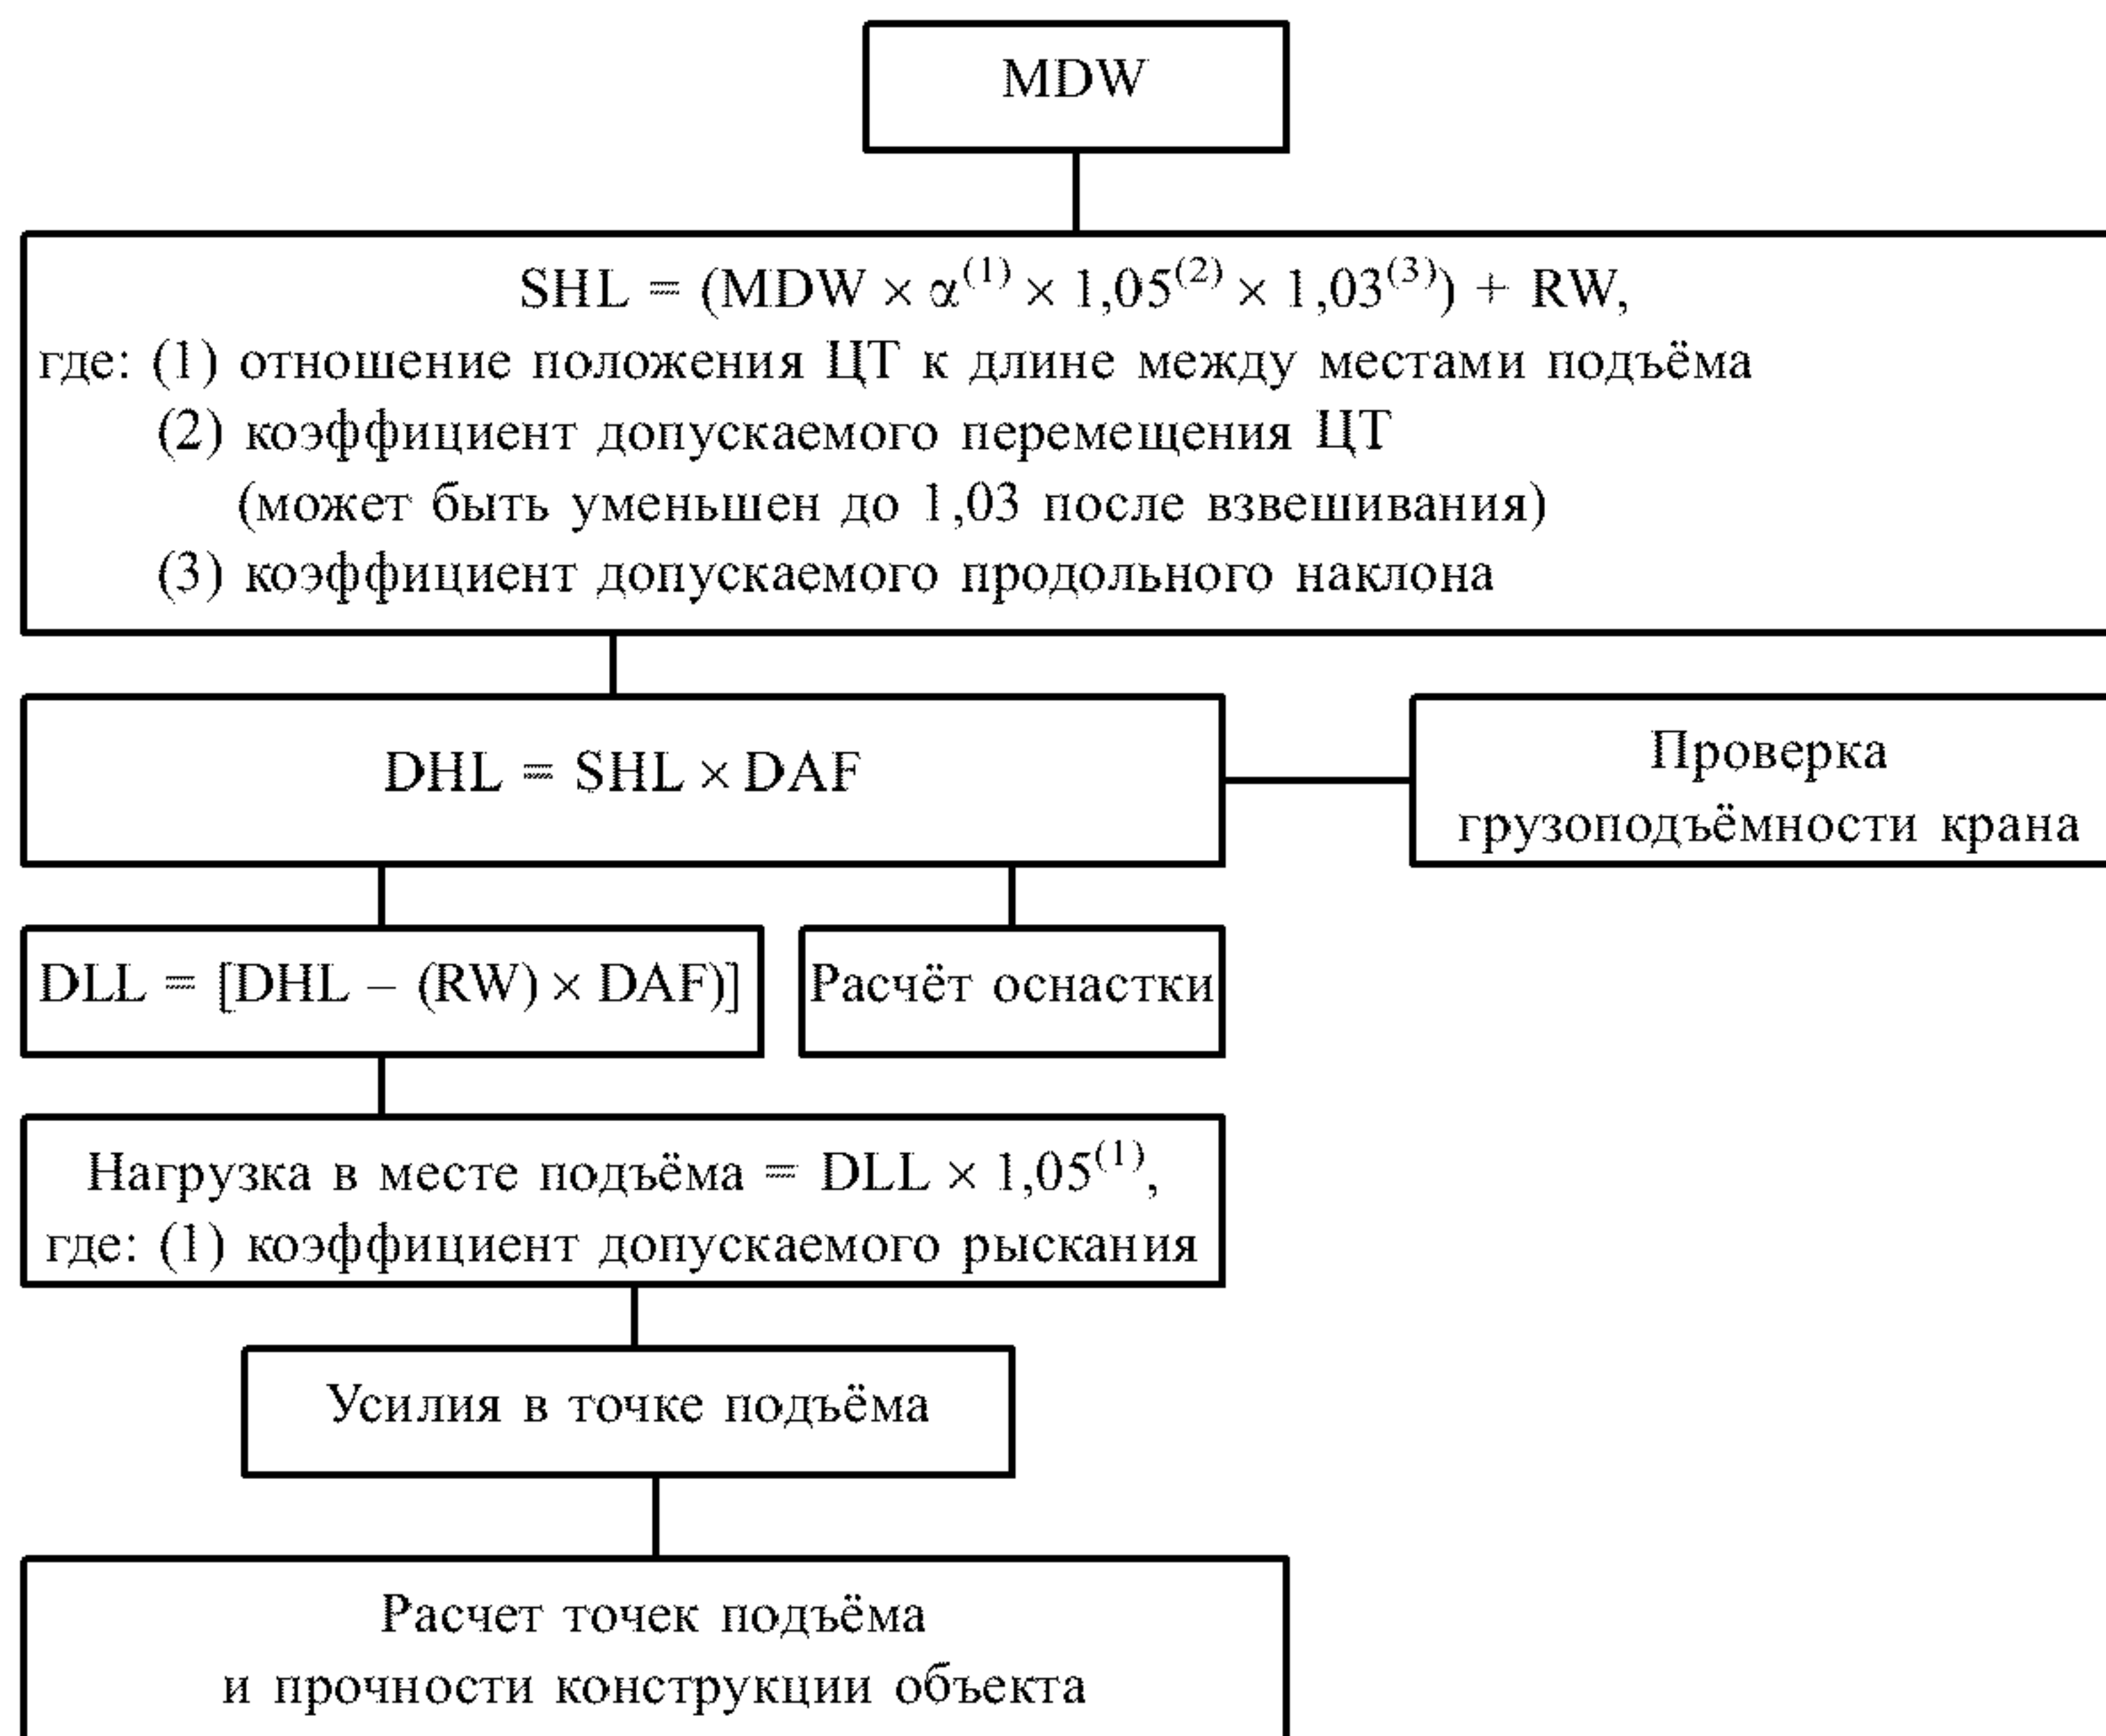 MDW
SHL = (MDW × α⁽¹⁾ × 1,05⁽²⁾ × 1,03⁽³⁾) + RW,
где: (1) отношение положения ЦТ к длине между местами подъёма
(2) коэффициент допускаемого перемещения ЦТ
(может быть уменьшен до 1,03 после взвешивания)
(3) коэффициент допускаемого продольного наклона
DHL = SHL × DAF
Проверка
грузоподъёмности крана
DLL = [DHL – (RW) × DAF)]
Расчёт оснастки
Нагрузка в месте подъёма = DLL × 1,05⁽¹⁾,
где: (1) коэффициент допускаемого рыскания
Усилия в точке подъёма
Расчет точек подъёма
и прочности конструкции объекта